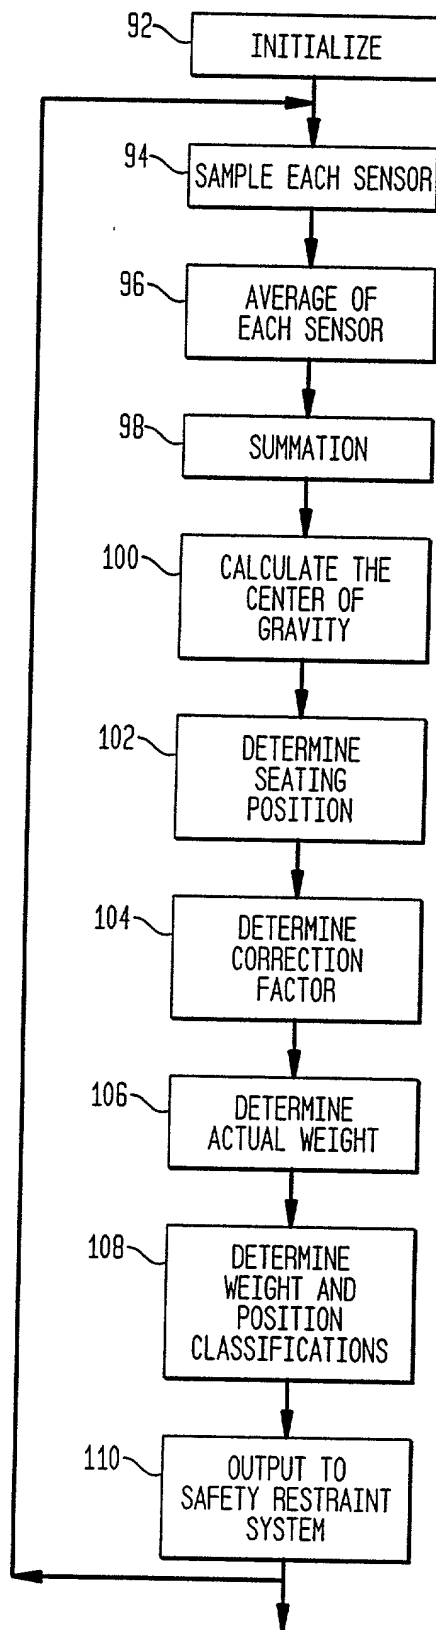 92
INITIALIZE
94
SAMPLE EACH SENSOR
96
AVERAGE OF
EACH SENSOR
98
SUMMATION
100
CALCULATE THE
CENTER OF
GRAVITY
102
DETERMINE
SEATING
POSITION
104
DETERMINE
CORRECTION
FACTOR
106
DETERMINE
ACTUAL WEIGHT
108
DETERMINE
WEIGHT AND
POSITION
CLASSIFICATIONS
110
OUTPUT TO
SAFETY RESTRAINT
SYSTEM